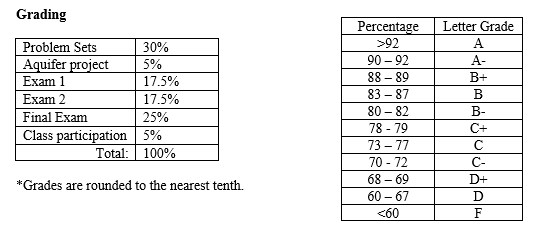 Grading
Problem Sets 30%
Aquifer project 5%
Exam 1 17.5%
Exam 2 17.5%
Final Exam 25%
Class participation 5%
Total: 100%
*Grades are rounded to the nearest tenth.
Percentage Letter Grade
>92 A
90 – 92 A-
88 – 89 B+
83 – 87 B
80 – 82 B-
78 - 79 C+
73 – 77 C
70 - 72 C-
68 – 69 D+
60 – 67 D
<60 F